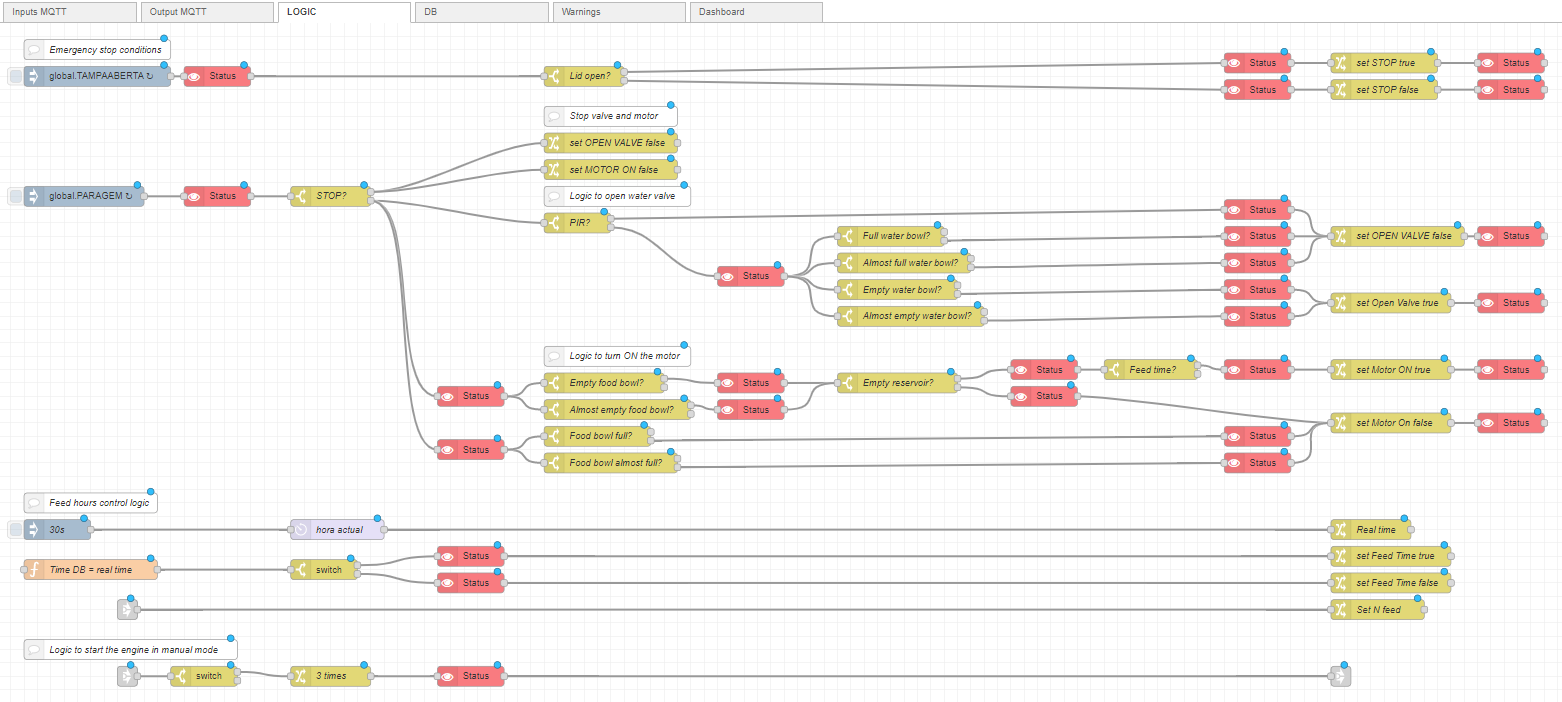 Inputs MQTT
Output MQTT
LOGIC
DB
Warnings
Dashboard
Emergency stop conditions
global.TAMPAABERTA ↻
Status
Lid open?
Status
set STOP true
Status
Status
set STOP false
Status
Stop valve and motor
set OPEN VALVE false
set MOTOR ON false
global.PARAGEM ↻
Status
STOP?
Logic to open water valve
PIR?
Status
Full water bowl?
Status
set OPEN VALVE false
Status
Almost full water bowl?
Status
Status
Empty water bowl?
Status
set Open Valve true
Status
Almost empty water bowl?
Status
Logic to turn ON the motor
Status
Empty food bowl?
Status
Empty reservoir?
Status
Feed time?
Status
set Motor ON true
Status
Almost empty food bowl?
Status
Status
set Motor On false
Status
Status
Food bowl full?
Status
Food bowl almost full?
Status
Feed hours control logic
30s
hora actual
Real time
Time DB = real time
switch
Status
set Feed Time true
Status
set Feed Time false
Set N feed
Logic to start the engine in manual mode
switch
3 times
Status